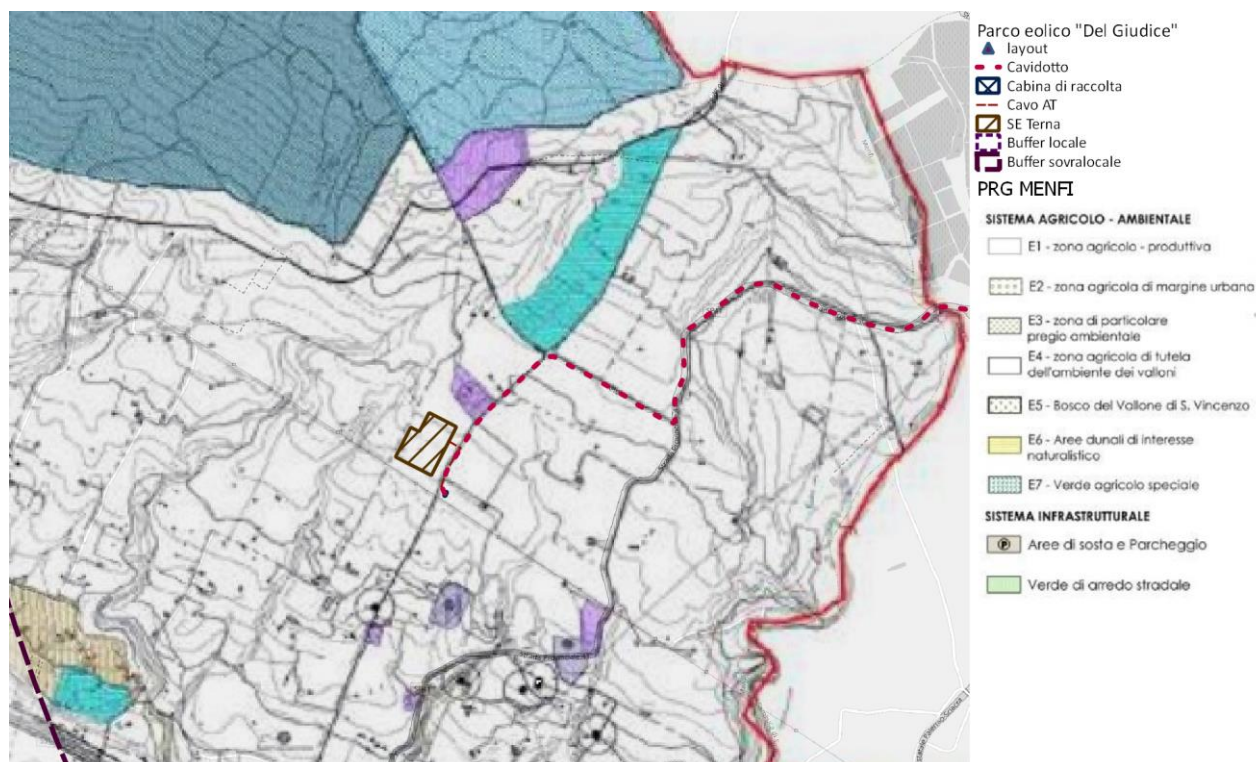 Parco eolico "Del Giudice"
layout
Cavidotto
Cabina di raccolta
Cavo AT
SE Terna
Buffer locale
Buffer sovralocale
PRG MENFI
SISTEMA AGRICOLO - AMBIENTALE
E1 - zona agricolo - produttiva
E2 - zona agricola di margine urbano
E3 - zona di particolare
pregio ambientale
E4 - zona agricola di tutela
dell'ambiente dei valloni
E5 - Bosco del Vallone di S. Vincenzo
E6 - Aree dunali di interesse
naturalistico
E7 - Verde agricolo speciale
SISTEMA INFRASTRUTTURALE
P
Aree di sosta e Parcheggio
Verde di arredo stradale